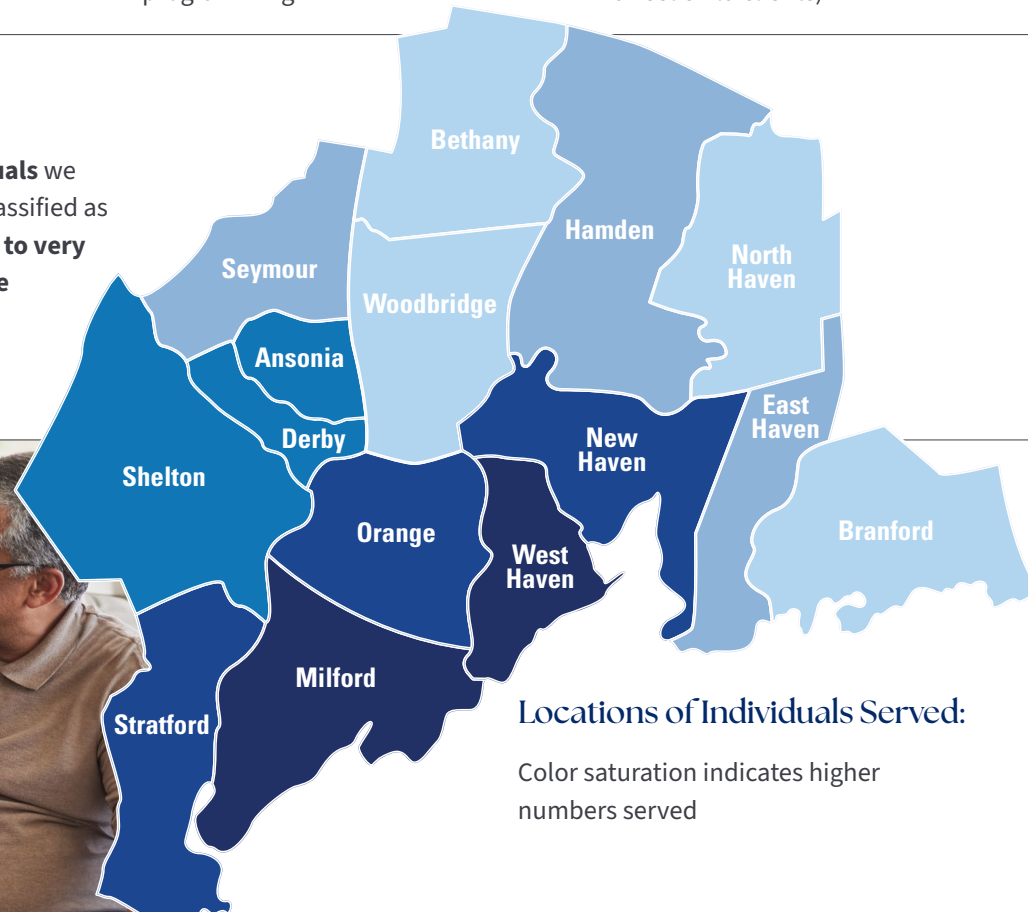 uals we
assified as
to very
e
Bethany
Hamden
North
Haven
Seymour
Woodbridge
Ansonia
East
Haven
Derby
New
Haven
Shelton
Orange
West
Haven
Branford
Milford
Stratford
Locations of Individuals Served:
Color saturation indicates higher
numbers served